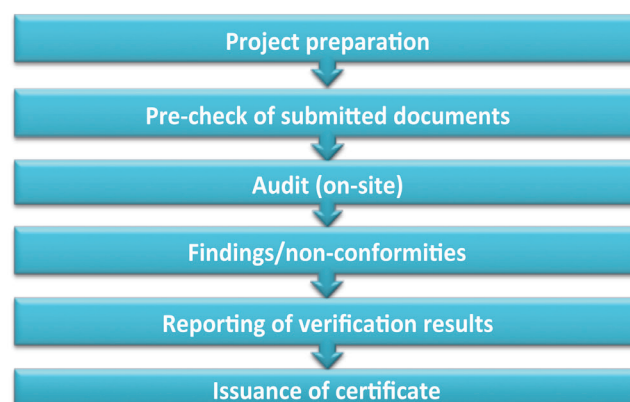 Project preparation
Pre-check of submitted documents
Audit (on-site)
Findings/non-conformities
Reporting of verification results
Issuance of certificate